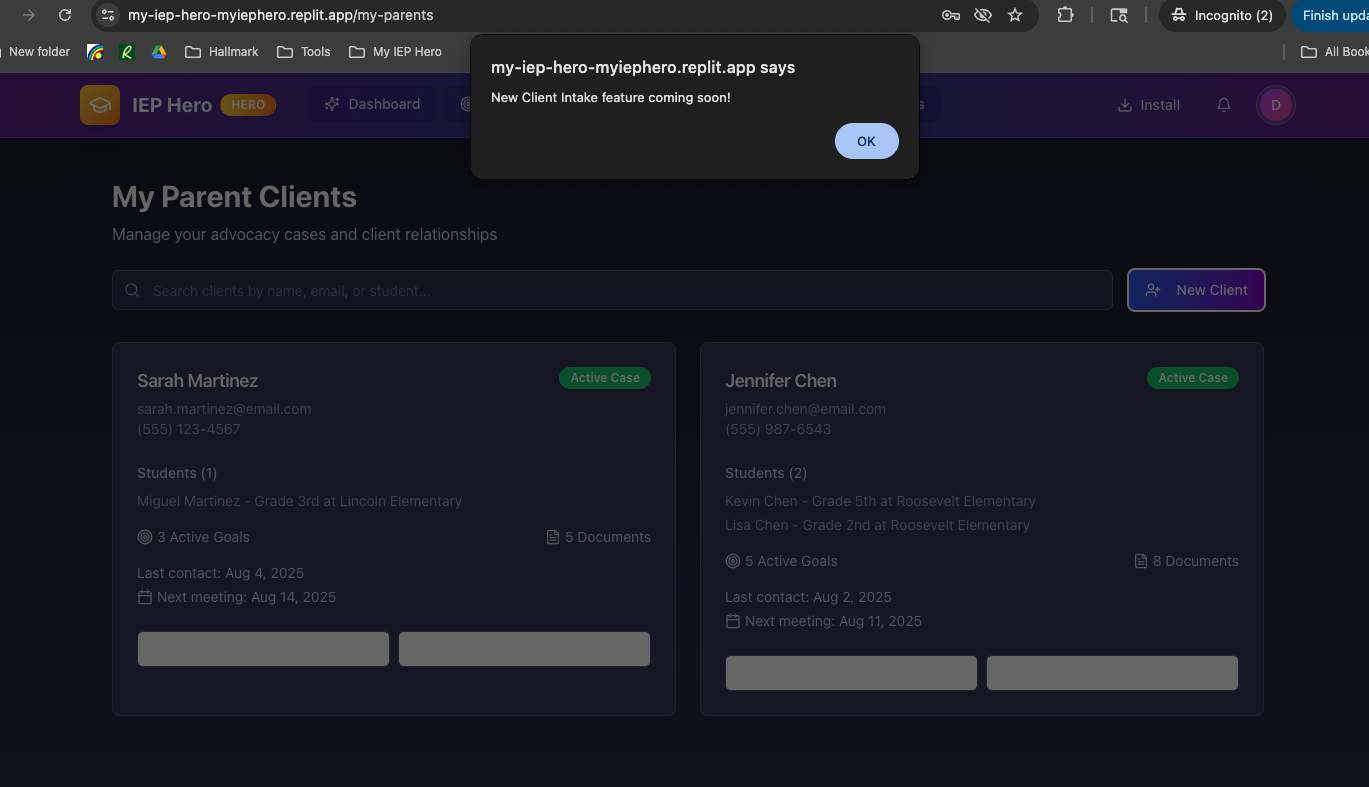 my-iep-hero-myiephero.replit.app/my-parents
Incognito (2)
New folder
Hallmark
Tools
My IEP Hero
my-iep-hero-myiephero.replit.app says
New Client Intake feature coming soon!
OK
IEP Hero
HERO
Dashboard
Install
D
My Parent Clients
Manage your advocacy cases and client relationships
Search clients by name, email, or student...
New Client
Sarah Martinez
Active Case
sarah.martinez@email.com
(555) 123-4567
Students (1)
Miguel Martinez - Grade 3rd at Lincoln Elementary
3 Active Goals
5 Documents
Last contact: Aug 4, 2025
Next meeting: Aug 14, 2025
Jennifer Chen
Active Case
jennifer.chen@email.com
(555) 987-6543
Students (2)
Kevin Chen - Grade 5th at Roosevelt Elementary
Lisa Chen - Grade 2nd at Roosevelt Elementary
5 Active Goals
8 Documents
Last contact: Aug 2, 2025
Next meeting: Aug 11, 2025